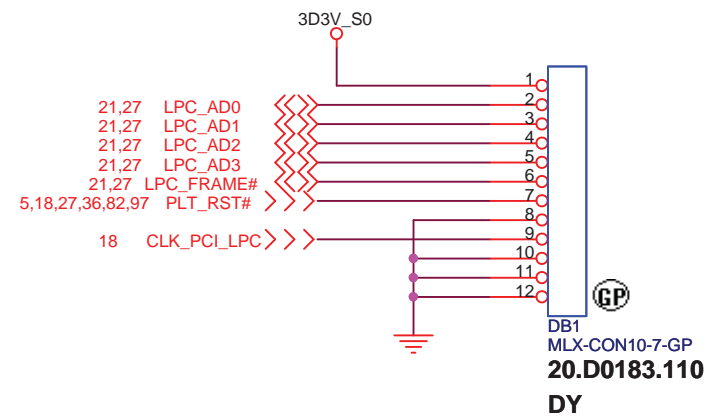 3D3V_S0
1
21,27 LPC_AD0 2
21,27 LPC_AD1 3
21,27 LPC_AD2 4
21,27 LPC_AD3 5
21,27 LPC_FRAME# 6
5,18,27,36,82,97 PLT_RST# 7
8
18 CLK_PCI_LPC 9
10
11
12
GP
DB1
MLX-CON10-7-GP
20.D0183.110
DY